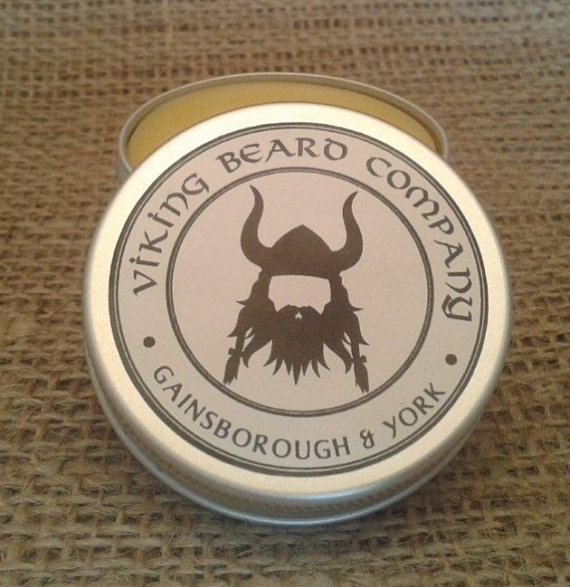 VIKING BEARD COMPANY
• GAINSBOROUGH & YORK •